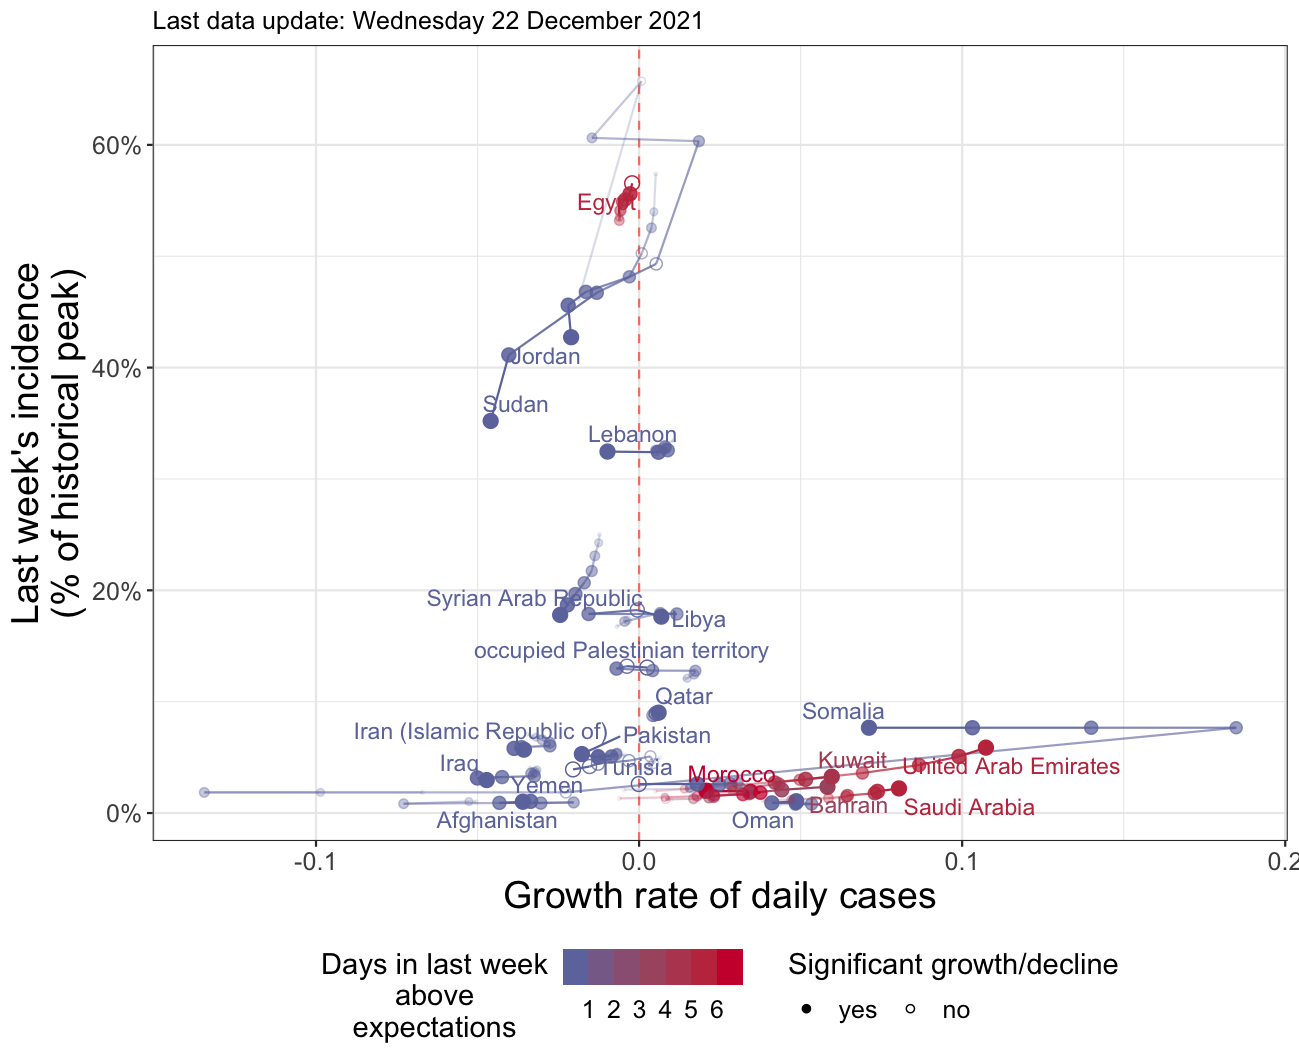 Last data update: Wednesday 22 December 2021
Last week's incidence
(% of historical peak)
60%
40%
20%
0%
Egypt
Jordan
Sudan
Lebanon
Syrian Arab Republic
Libya
occupied Palestinian territory
Qatar
Somalia
Iran (Islamic Republic of)
Pakistan
Iraq
Tunisia
Kuwait
United Arab Emirates
Yemen
Morocco
Afghanistan
Oman
Bahrain
Saudi Arabia
-0.1
0.0
0.1
0.2
Growth rate of daily cases
Days in last week
above
expectations
1 2 3 4 5 6
Significant growth/decline
yes
no